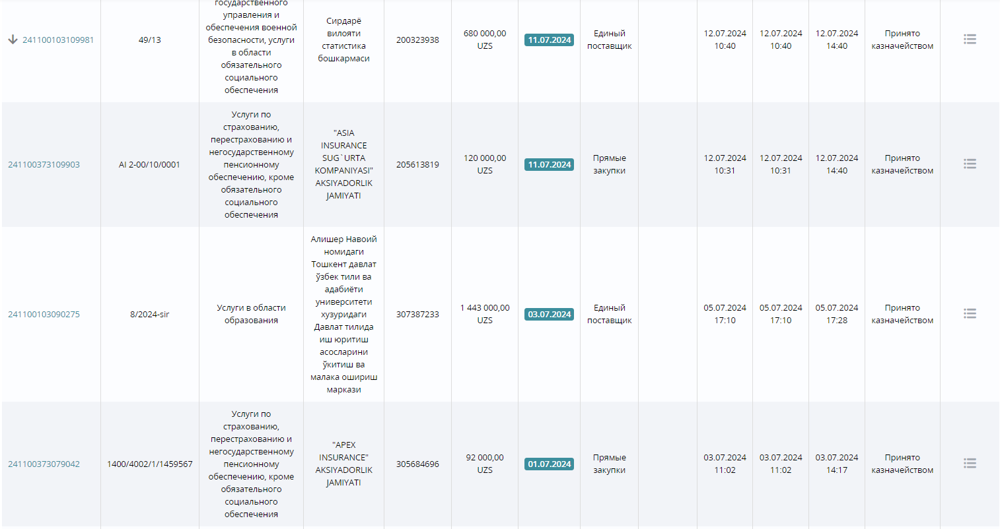 государственного
управления и
обеспечения военной
безопасности, услуги
в области
обязательного
социального
обеспечения
241100103109981
49/13
Сирдарё
вилояти
статистика
бошкармаси
200323938
680 000,00
UZS
11.07.2024
Единый
поставщик
12.07.2024
10:40
12.07.2024
10:40
12.07.2024
14:40
Принято
казначейством
241100373109903
AI 2-00/10/0001
Услуги по
страхованию,
перестрахованию и
негосударственному
пенсионному
обеспечению, кроме
обязательного
социального
обеспечения
"ASIA
INSURANCE
SUG`URTA
KOMPANIYASI"
AKSIYADORLIK
JAMIYATI
205613819
120 000,00
UZS
11.07.2024
Прямые
закупки
12.07.2024
10:31
12.07.2024
10:31
12.07.2024
14:40
Принято
казначейством
241100103090275
8/2024-sir
Услуги в области
образования
Алишер Навоий
номидаги
Тошкент давлат
ўзбек тили ва
адабиёти
университети
хузуридаги
Давлат тилида
иш юритиш
асосларини
ўкитиш ва
малака ошириш
маркази
307387233
1 443 000,00
UZS
03.07.2024
Единый
поставщик
05.07.2024
17:10
05.07.2024
17:10
05.07.2024
17:28
Принято
казначейством
241100373079042
1400/4002/1/1459567
Услуги по
страхованию,
перестрахованию и
негосударственному
пенсионному
обеспечению, кроме
обязательного
социального
обеспечения
"APEX
INSURANCE"
AKSIYADORLIK
JAMIYATI
305684696
92 000,00
UZS
01.07.2024
Прямые
закупки
03.07.2024
11:02
03.07.2024
11:02
03.07.2024
14:17
Принято
казначейством